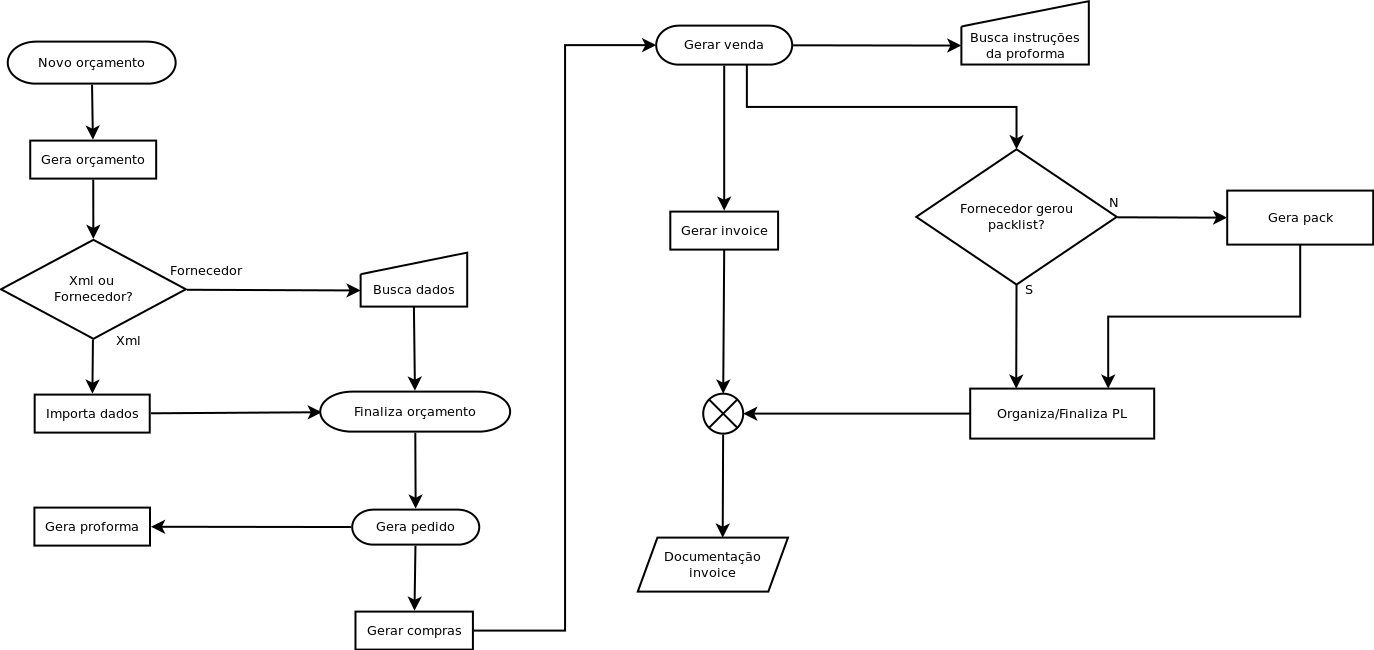 Novo orçamento
Gera orçamento
Xml ou
Fornecedor?
Fornecedor
Xml
Busca dados
Importa dados
Finaliza orçamento
Gera proforma
Gera pedido
Gerar compras
Gerar venda
Busca instruções
da proforma
Gerar invoice
Fornecedor gerou
packlist?
N
S
Gera pack
Organiza/Finaliza PL
Documentação
invoice